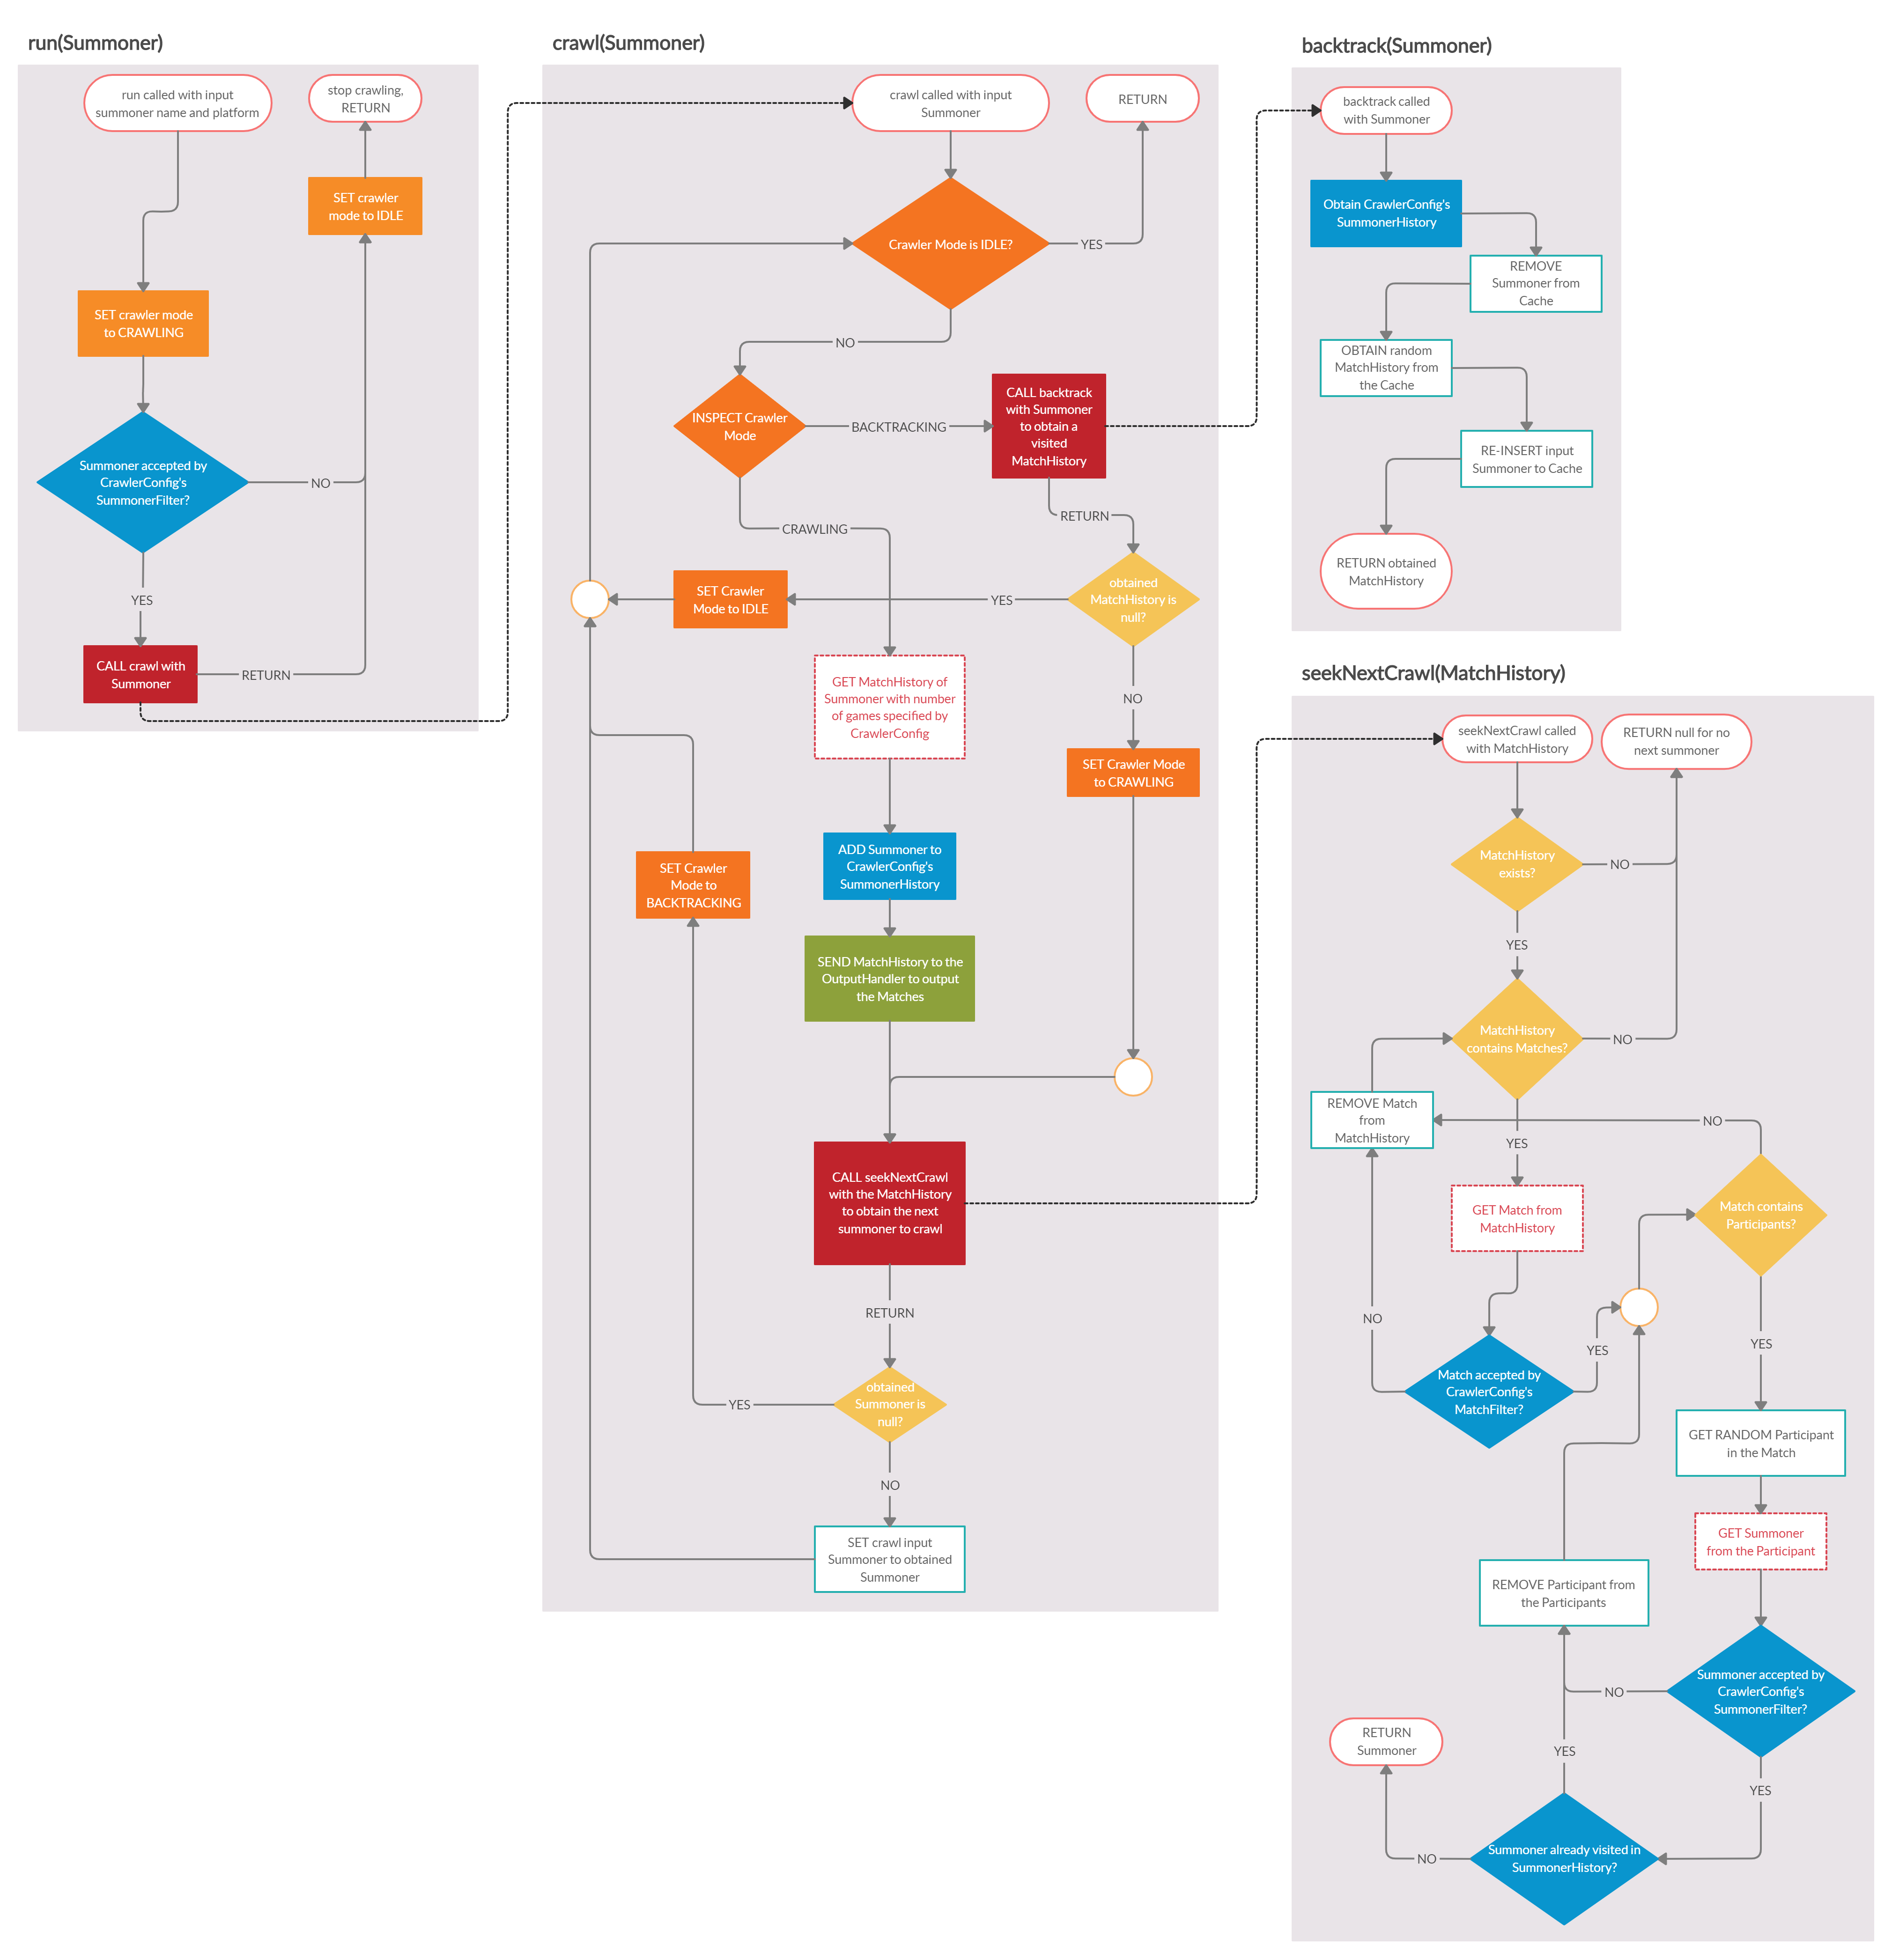 run(Summoner)
run called with input
summoner name and platform
stop crawling,
RETURN
SET crawler
mode to IDLE
SET crawler mode
to CRAWLING
Summoner accepted by
CrawlerConfig's
SummonerFilter?
NO
YES
CALL crawl with
Summoner
RETURN
crawl(Summoner)
crawl called with input
Summoner
RETURN
Crawler Mode is IDLE?
YES
NO
INSPECT Crawler
Mode
BACKTRACKING
CALL backtrack
with Summoner
to obtain a
visited
MatchHistory
RETURN
CRAWLING
obtained
MatchHistory is
null?
YES
SET Crawler
Mode to IDLE
NO
GET MatchHistory of
Summoner with number
of games specified by
CrawlerConfig
SET Crawler Mode
to CRAWLING
ADD Summoner to
CrawlerConfig's
SummonerHistory
SET Crawler
Mode to
BACKTRACKING
SEND MatchHistory to the
OutputHandler to output
the Matches
CALL seekNextCrawl
with the MatchHistory
to obtain the next
summoner to crawl
RETURN
obtained
Summoner is
null?
YES
NO
SET crawl input
Summoner to obtained
Summoner
backtrack(Summoner)
backtrack called
with Summoner
Obtain CrawlerConfig's
SummonerHistory
REMOVE
Summoner from
Cache
OBTAIN random
MatchHistory from
the Cache
RE-INSERT input
Summoner to Cache
RETURN obtained
MatchHistory
seekNextCrawl(MatchHistory)
seekNextCrawl called
with MatchHistory
RETURN null for no
next summoner
MatchHistory
exists?
NO
YES
MatchHistory
contains Matches?
NO
REMOVE Match
from
MatchHistory
NO
YES
GET Match from
MatchHistory
Match contains
Participants?
NO
YES
YES
Match accepted by
CrawlerConfig's
MatchFilter?
GET RANDOM Participant
in the Match
GET Summoner
from the Participant
REMOVE Participant from
the Participants
Summoner accepted by
CrawlerConfig's
SummonerFilter?
NO
RETURN
Summoner
YES
YES
Summoner already visited in
SummonerHistory?
NO